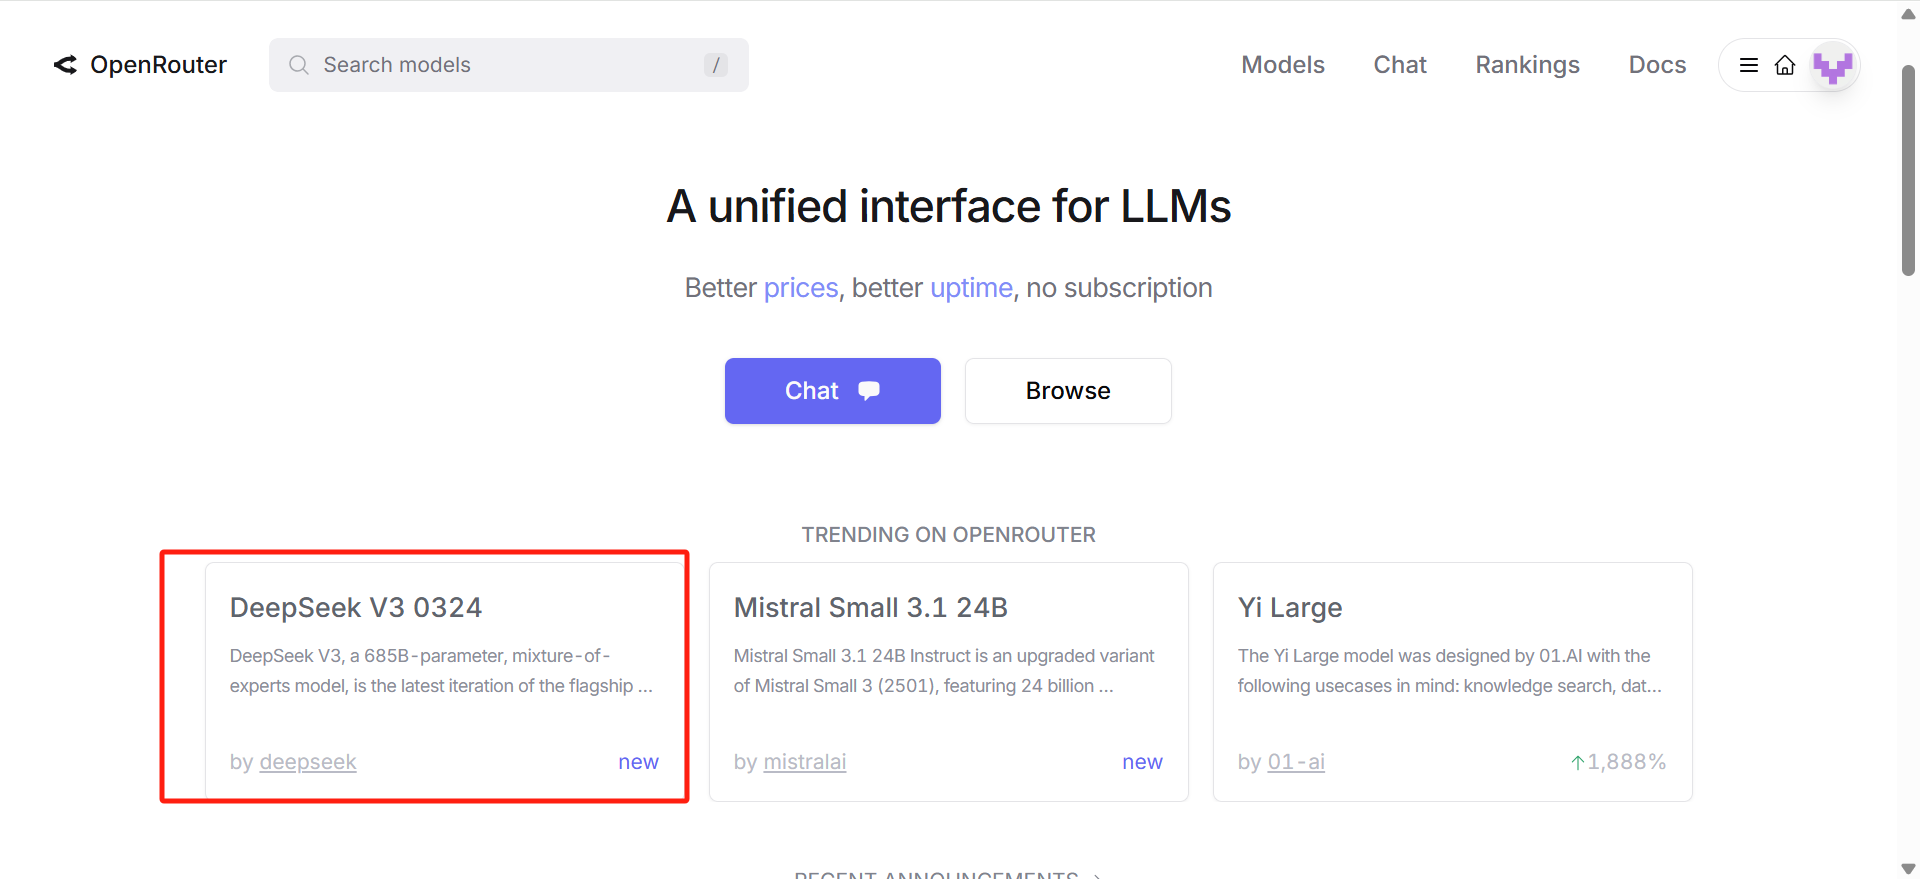 OpenRouter
Search models
/
Models
Chat
Rankings
Docs
A unified interface for LLMs
Better prices, better uptime, no subscription
Chat
Browse
TRENDING ON OPENROUTER
DeepSeek V3 0324
DeepSeek V3, a 685B-parameter, mixture-of-
experts model, is the latest iteration of the flagship ...
by deepseek
new
Mistral Small 3.1 24B
Mistral Small 3.1 24B Instruct is an upgraded variant
of Mistral Small 3 (2501), featuring 24 billion ...
by mistralai
new
Yi Large
The Yi Large model was designed by 01.AI with the
following usecases in mind: knowledge search, dat...
by 01-ai
↑1,888%
RECENT ANNOUNCEMENTS >